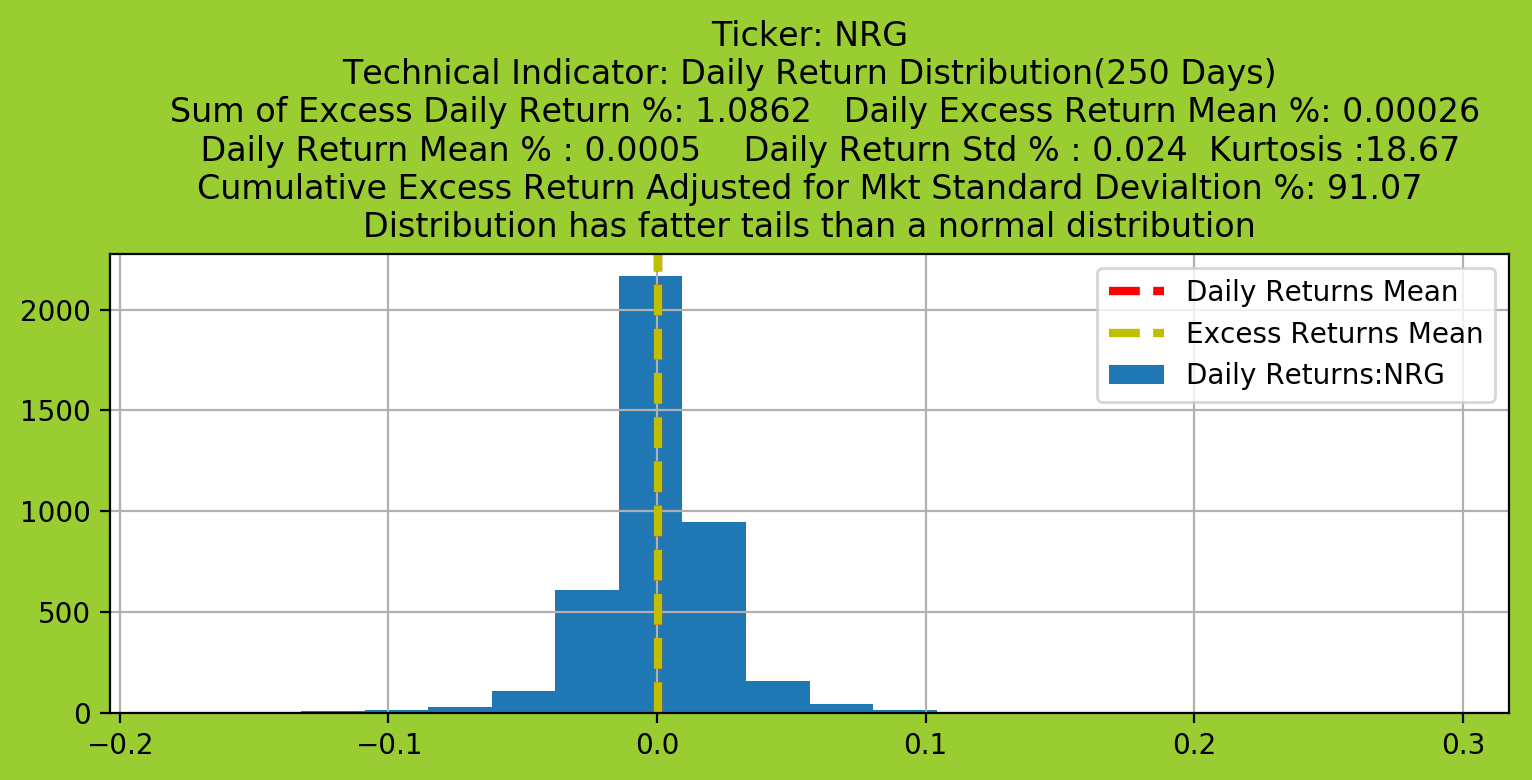 Ticker: NRG
Technical Indicator: Daily Return Distribution(250 Days)
Sum of Excess Daily Return %: 1.0862   Daily Excess Return Mean %: 0.00026
Daily Return Mean % : 0.0005    Daily Return Std % : 0.024  Kurtosis :18.67
Cumulative Excess Return Adjusted for Mkt Standard Devialtion %: 91.07
Distribution has fatter tails than a normal distribution
Daily Returns Mean
Excess Returns Mean
Daily Returns:NRG
2000
1500
1000
500
0
−0.2 −0.1 0.0 0.1 0.2 0.3